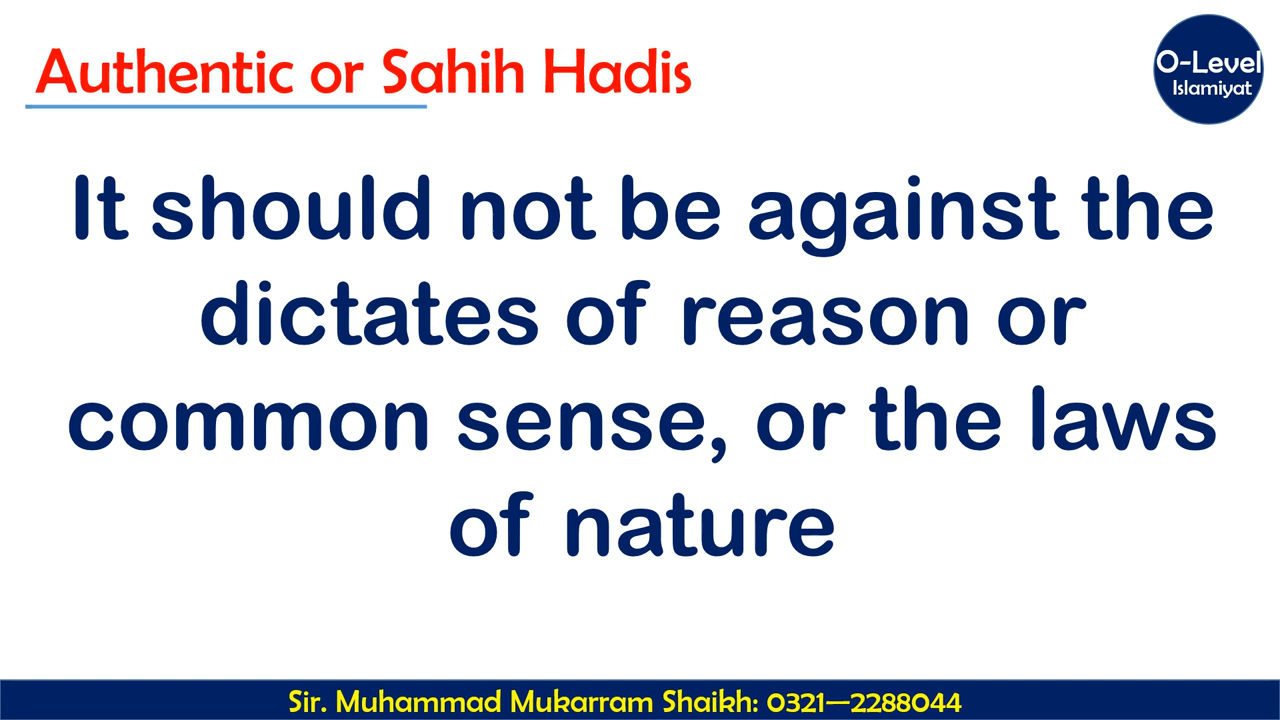 Authentic or Sahih Hadis
O-Level
Islamiyat
It should not be against the
dictates of reason or
common sense, or the laws
of nature
Sir. Muhammad Mukarram Shaikh: 0321—2288044